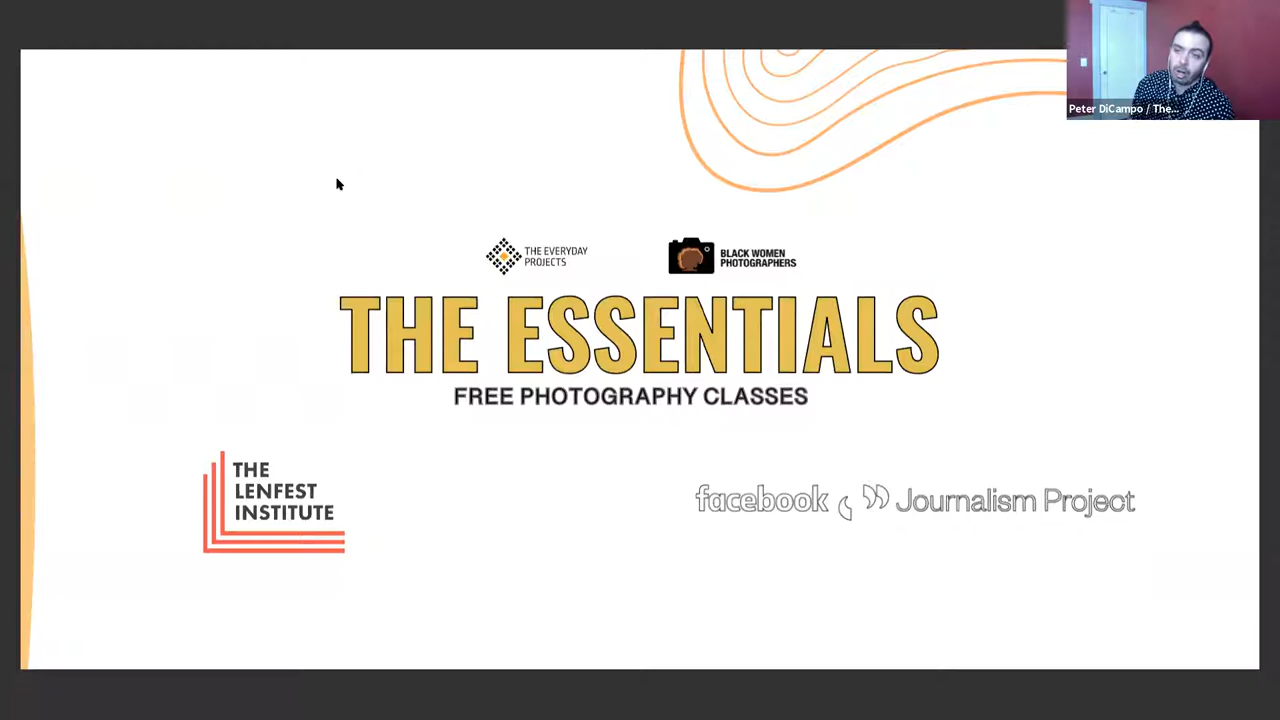 Peter DiCampo / The...
THE EVERYDAY
PROJECTS
BLACK WOMEN
PHOTOGRAPHERS
THE ESSENTIALS
FREE PHOTOGRAPHY CLASSES
THE
LENFEST
INSTITUTE
facebook Journalism Project